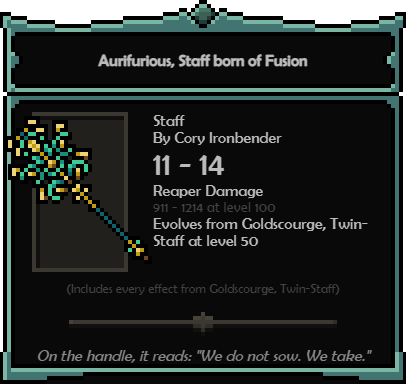 Aurifurious, Staff born of Fusion
Staff
By Cory Ironbender
11 - 14
Reaper Damage
911 - 1214 at level 100
Evolves from Goldscourge, Twin-
Staff at level 50
(Includes every effect from Goldscourge, Twin-Staff)
On the handle, it reads: "We do not sow. We take."